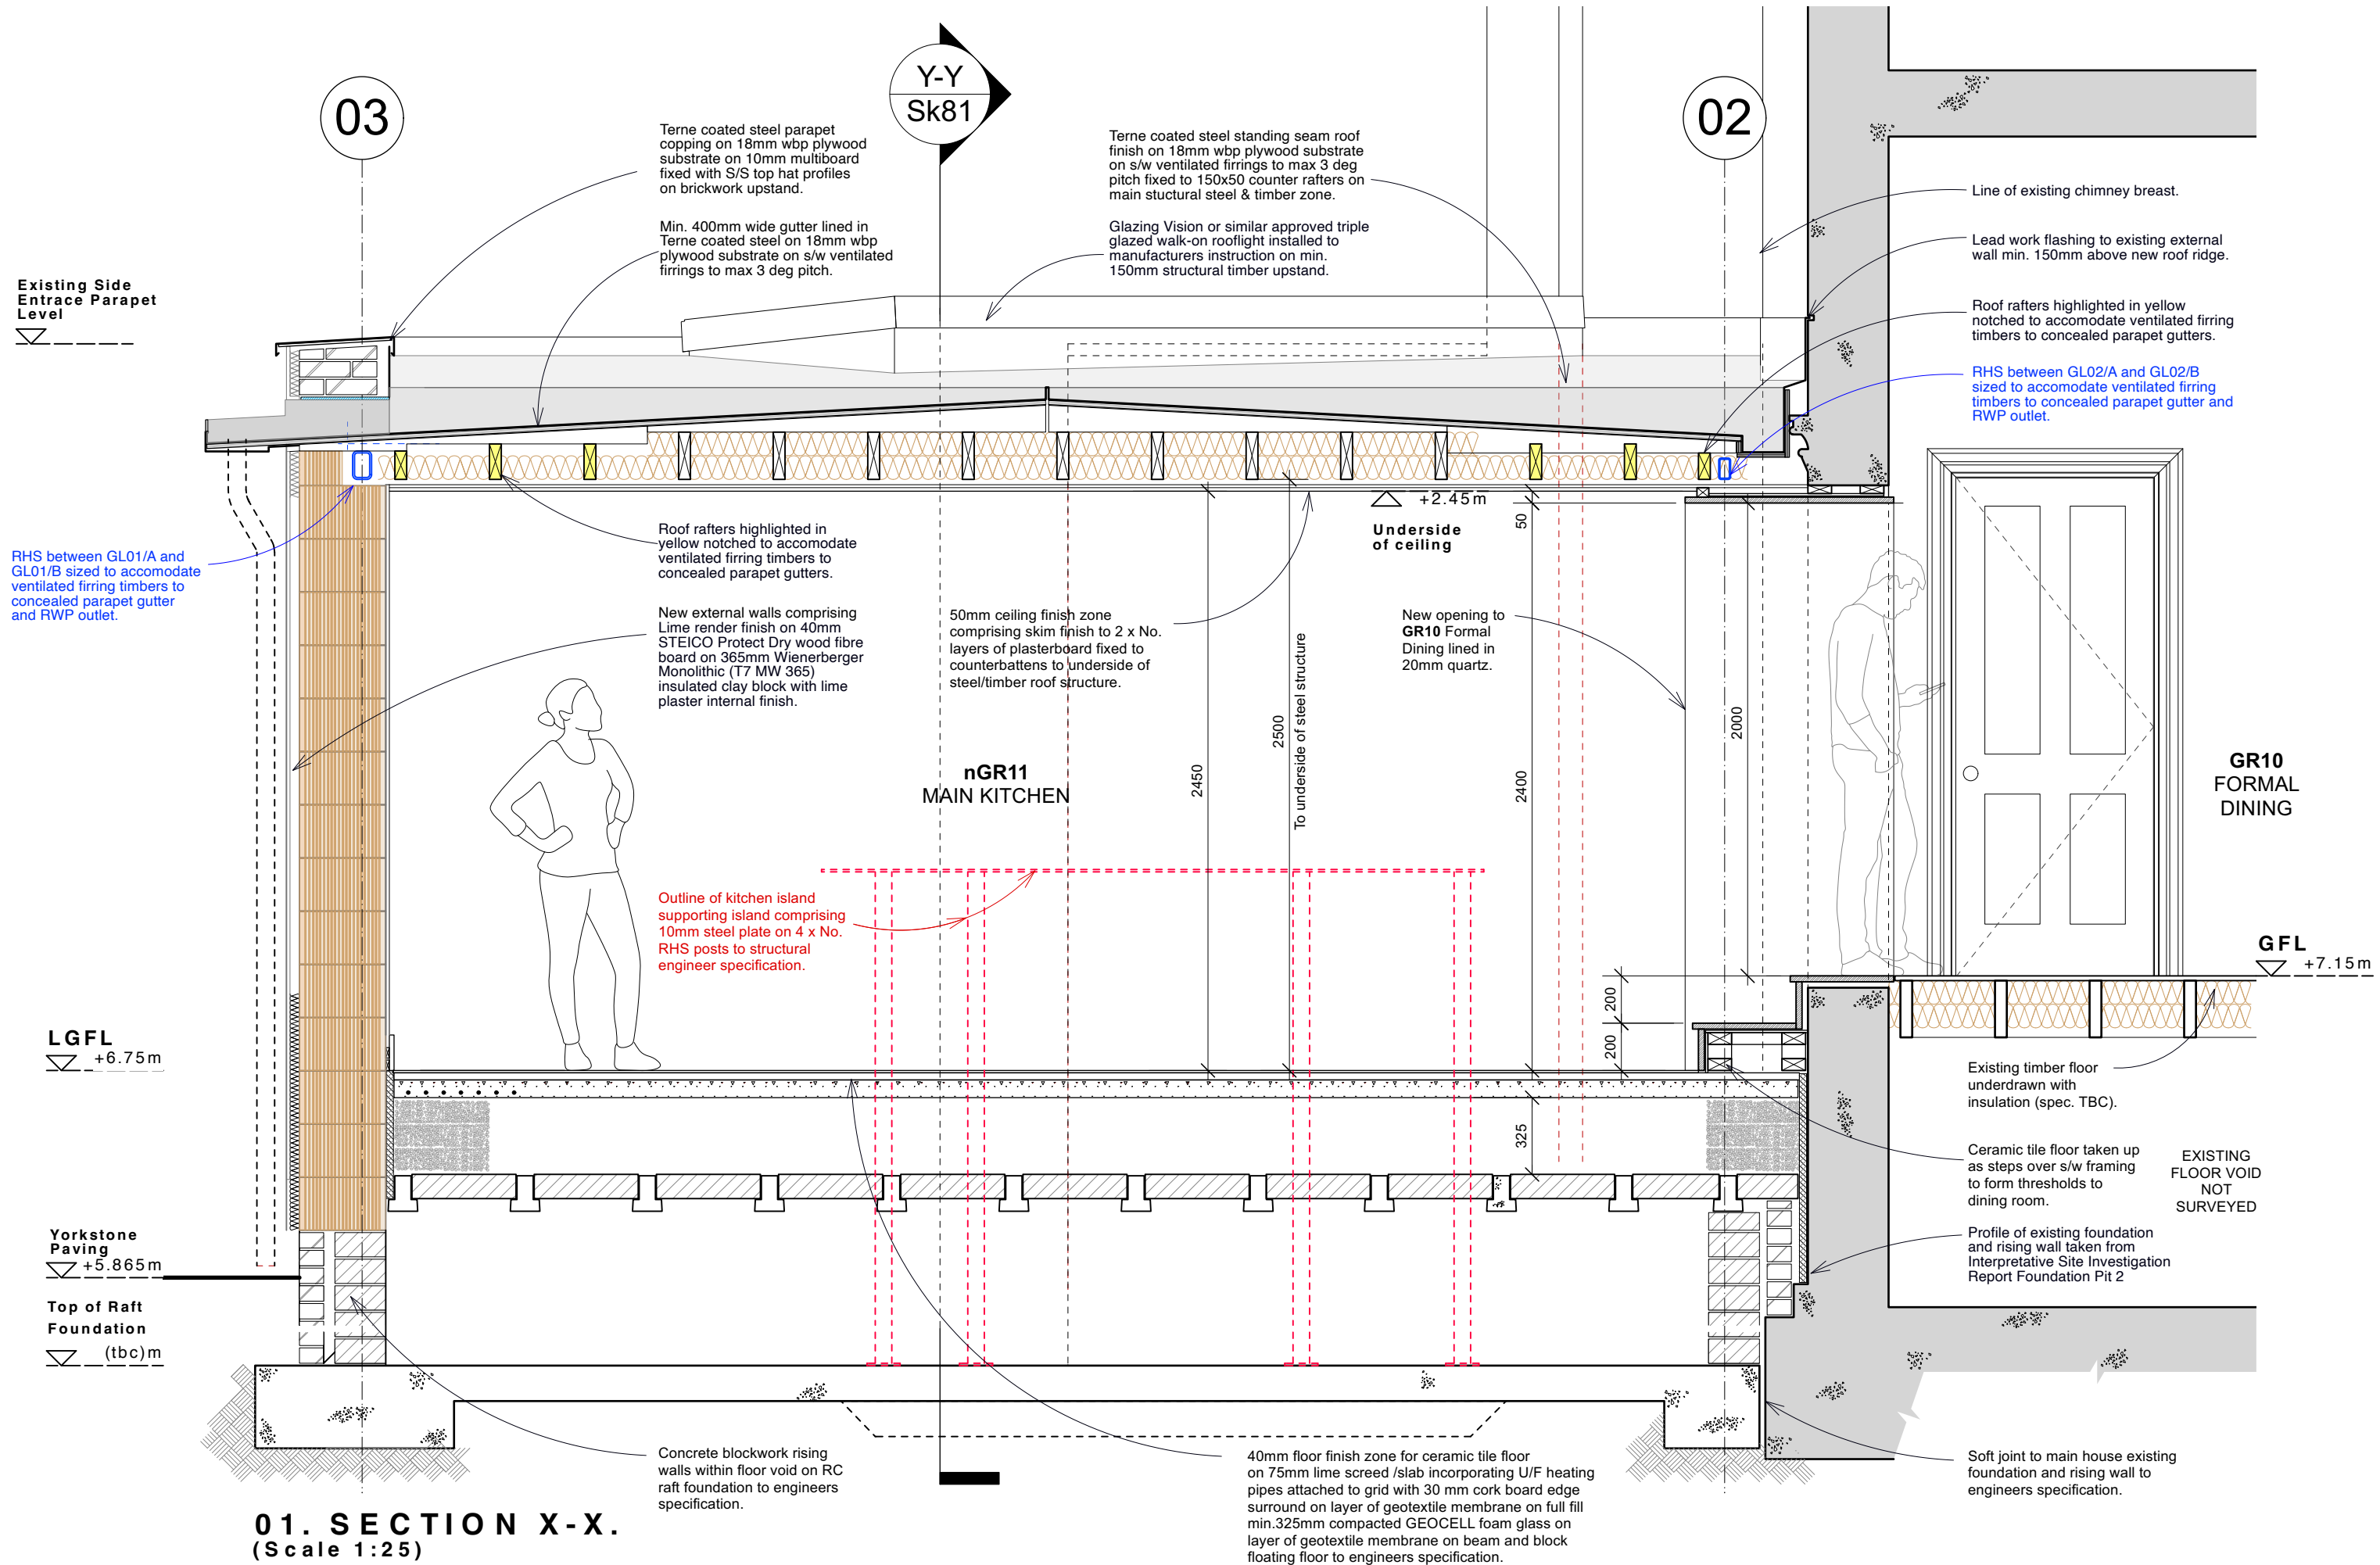 Y-Y
Sk81
03
02
Terne coated steel parapet
copping on 18mm wbp plywood
substrate on 10mm multiboard
fixed with S/S top hat profiles
on brickwork upstand.
Min. 400mm wide gutter lined in
Terne coated steel on 18mm wbp
plywood substrate on s/w ventilated
firrings to max 3 deg pitch.
Terne coated steel standing seam roof
finish on 18mm wbp plywood substrate
on s/w ventilated firrings to max 3 deg
pitch fixed to 150x50 counter rafters on
main stuctural steel & timber zone.
Glazing Vision or similar approved triple
glazed walk-on rooflight installed to
manufacturers instruction on min.
150mm structural timber upstand.
Line of existing chimney breast.
Lead work flashing to existing external
wall min. 150mm above new roof ridge.
Roof rafters highlighted in yellow
notched to accomodate ventilated firring
timbers to concealed parapet gutters.
RHS between GL02/A and GL02/B
sized to accomodate ventilated firring
timbers to concealed parapet gutter and
RWP outlet.
Existing Side
Entrace Parapet
Level
RHS between GL01/A and
GL01/B sized to accomodate
ventilated firring timbers to
concealed parapet gutter
and RWP outlet.
Roof rafters highlighted in
yellow notched to accomodate
ventilated firring timbers to
concealed parapet gutters.
New external walls comprising
Lime render finish on 40mm
STEICO Protect Dry wood fibre
board on 365mm Wienerberger
Monolithic (T7 MW 365)
insulated clay block with lime
plaster internal finish.
50mm ceiling finish zone
comprising skim finish to 2 x No.
layers of plasterboard fixed to
counterbattens to underside of
steel/timber roof structure.
+2.45m
Underside
of ceiling
New opening to
GR10 Formal
Dining lined in
20mm quartz.
50
2450
2500
To underside of steel structure
2400
2000
nGR11
MAIN KITCHEN
GR10
FORMAL
DINING
Outline of kitchen island
supporting island comprising
10mm steel plate on 4 x No.
RHS posts to structural
engineer specification.
GFL
+7.15m
200
200
325
LGFL
+6.75m
Existing timber floor
underdrawn with
insulation (spec. TBC).
Ceramic tile floor taken up
as steps over s/w framing
to form thresholds to
dining room.
EXISTING
FLOOR VOID
NOT
SURVEYED
Profile of existing foundation
and rising wall taken from
Interpretative Site Investigation
Report Foundation Pit 2
Yorkstone
Paving
+5.865m
Top of Raft
Foundation
(tbc)m
Concrete blockwork rising
walls within floor void on RC
raft foundation to engineers
specification.
40mm floor finish zone for ceramic tile floor
on 75mm lime screed /slab incorporating U/F heating
pipes attached to grid with 30 mm cork board edge
surround on layer of geotextile membrane on full fill
min.325mm compacted GEOCELL foam glass on
layer of geotextile membrane on beam and block
floating floor to engineers specification.
Soft joint to main house existing
foundation and rising wall to
engineers specification.
01. SECTION X-X.
(Scale 1:25)